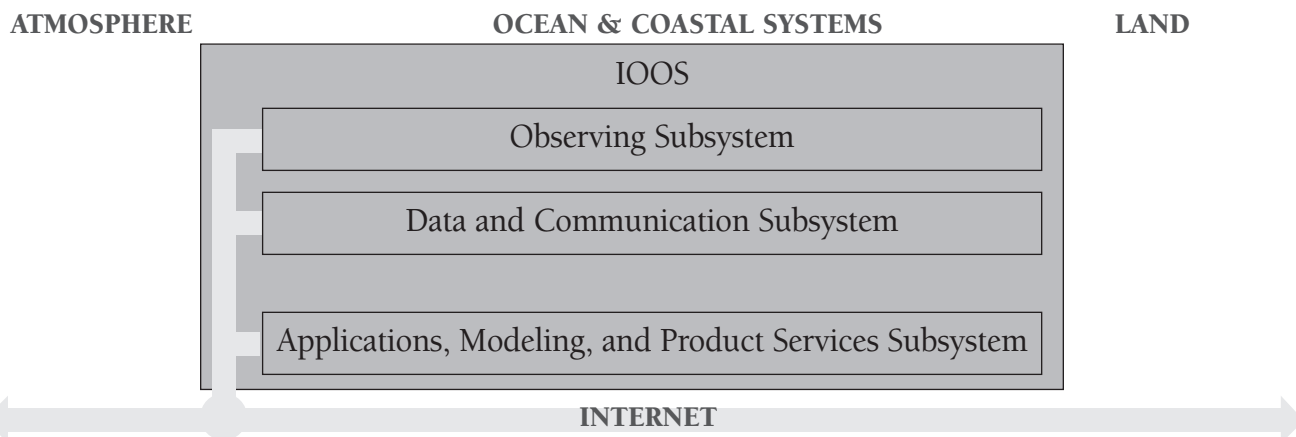 ATMOSPHERE OCEAN & COASTAL SYSTEMS LAND
IOOS
Observing Subsystem
Data and Communication Subsystem
Applications, Modeling, and Product Services Subsystem
INTERNET